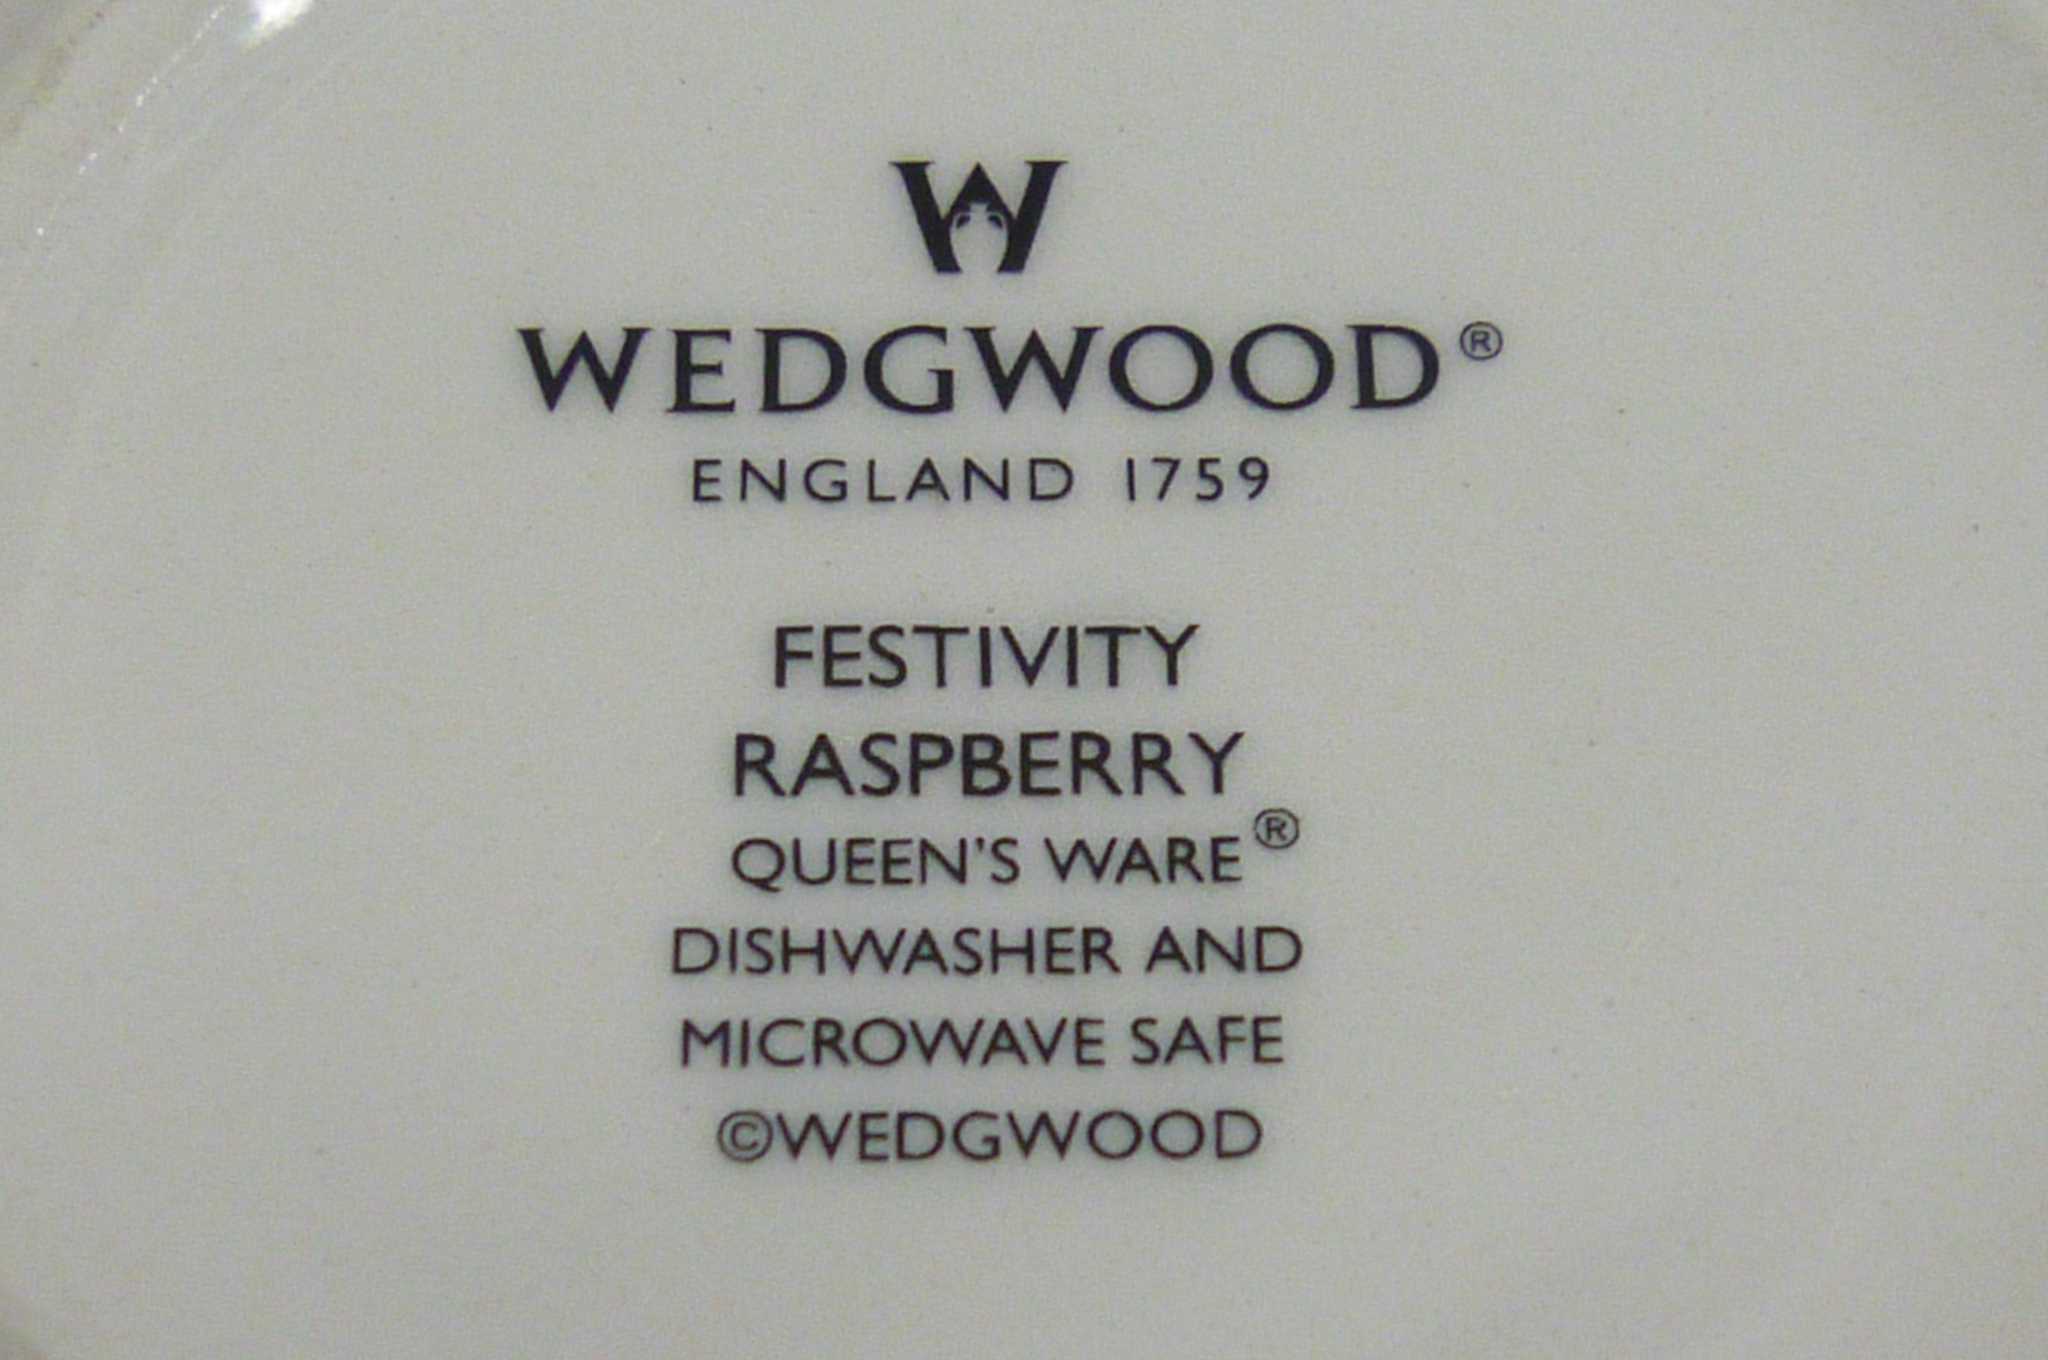 W
WEDGWOOD®
ENGLAND 1759
FESTIVITY
RASPBERRY
QUEEN'S WARE®
DISHWASHER AND
MICROWAVE SAFE
©WEDGWOOD